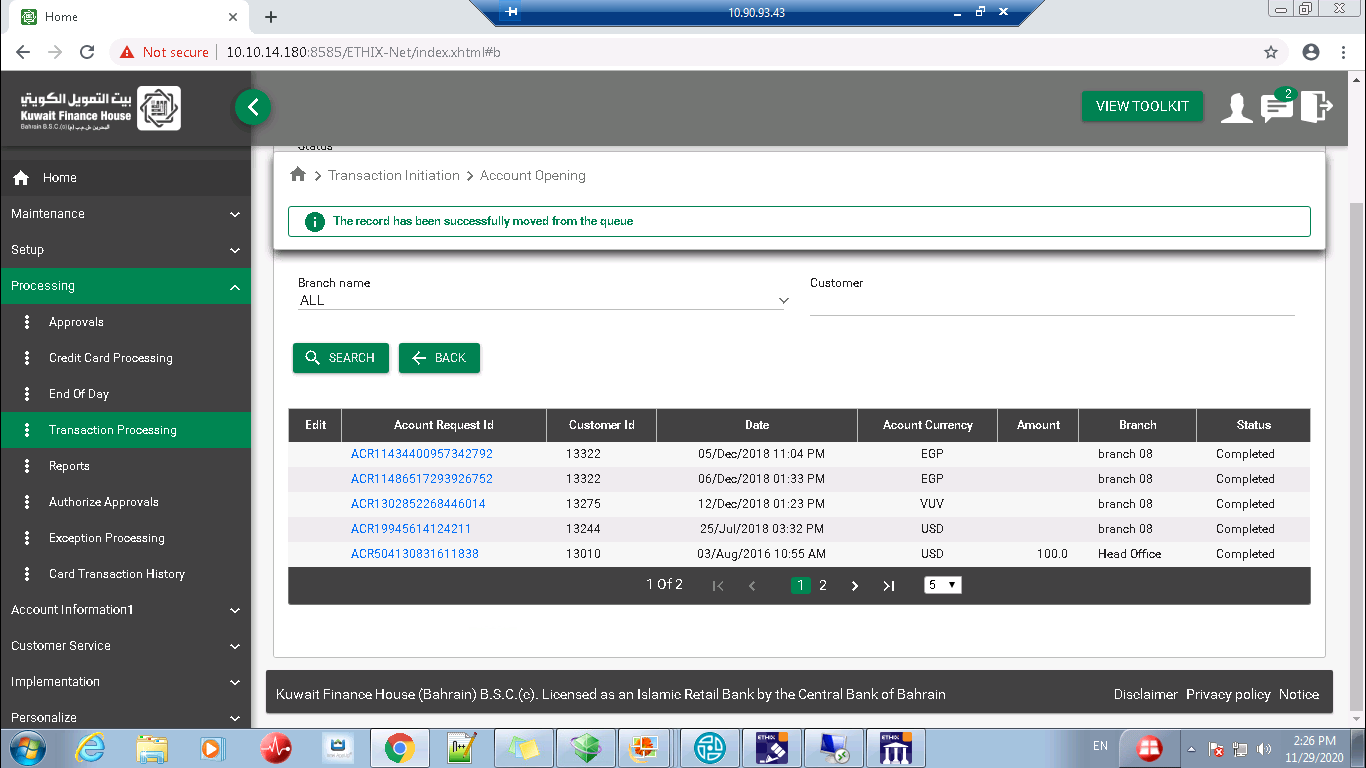 Home
10.90.93.43
Not secure | 10.10.14.180:8585/ETHIX-Net/index.xhtml#b
بيت التمويل الكويتي
Kuwait Finance House
Bahrain B.S.C.(c)
VIEW TOOLKIT
2
Status
Transaction Initiation > Account Opening
The record has been successfully moved from the queue
Home
Maintenance
Setup
Processing
Approvals
Credit Card Processing
End Of Day
Transaction Processing
Reports
Authorize Approvals
Exception Processing
Card Transaction History
Account Information1
Customer Service
Implementation
Personalize
Branch name Customer
ALL
SEARCH BACK
Edit Acount Request Id Customer Id Date Acount Currency Amount Branch Status
ACR11434400957342792 13322 05/Dec/2018 11:04 PM EGP branch 08 Completed
ACR11486517293926752 13322 06/Dec/2018 01:33 PM EGP branch 08 Completed
ACR1302852268446014 13275 12/Dec/2018 01:23 PM VUV branch 08 Completed
ACR19945614124211 13244 25/Jul/2018 03:32 PM USD branch 08 Completed
ACR504130831611838 13010 03/Aug/2016 10:55 AM USD 100.0 Head Office Completed
1 Of 2 1 2 5
Kuwait Finance House (Bahrain) B.S.C.(c). Licensed as an Islamic Retail Bank by the Central Bank of Bahrain Disclaimer Privacy policy Notice
ETHIX
ETHIX
EN
2:26 PM
11/29/2020